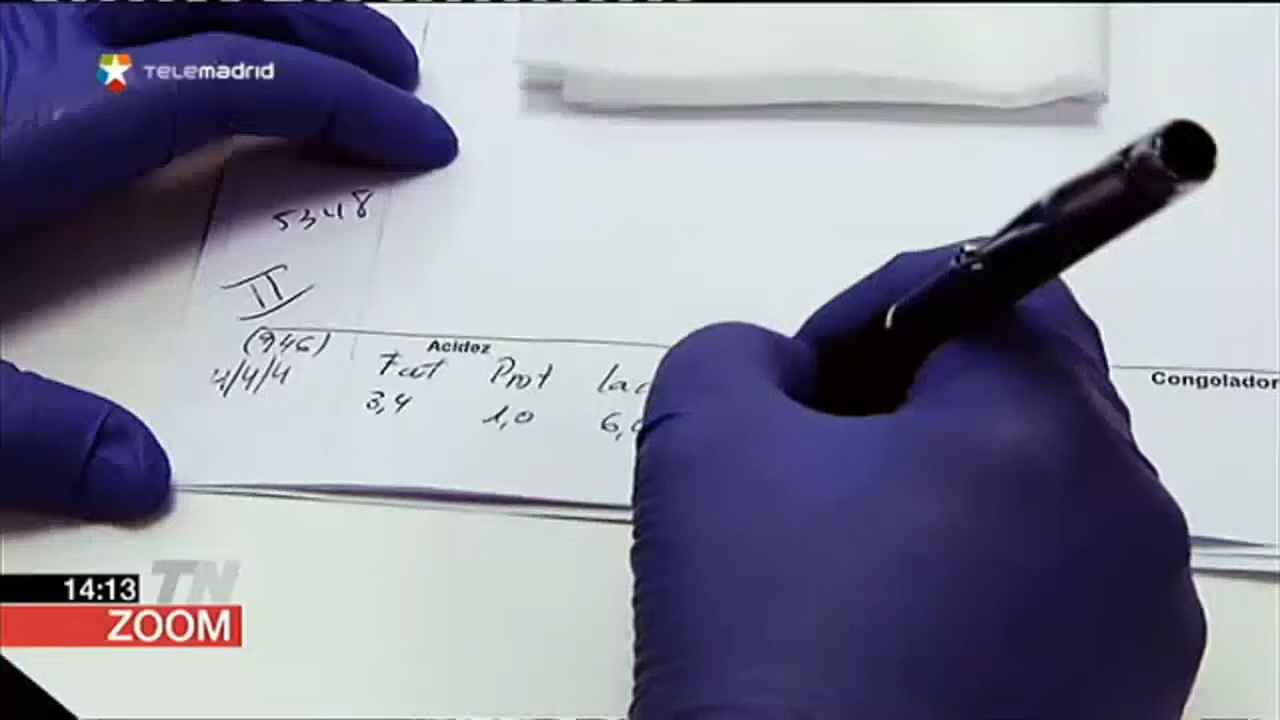 TELEMADRID
5348
II
(946)
4/4/4
Acidez
Fat Prot
3,4 1,0
Congelador
14:13 TN
ZOOM